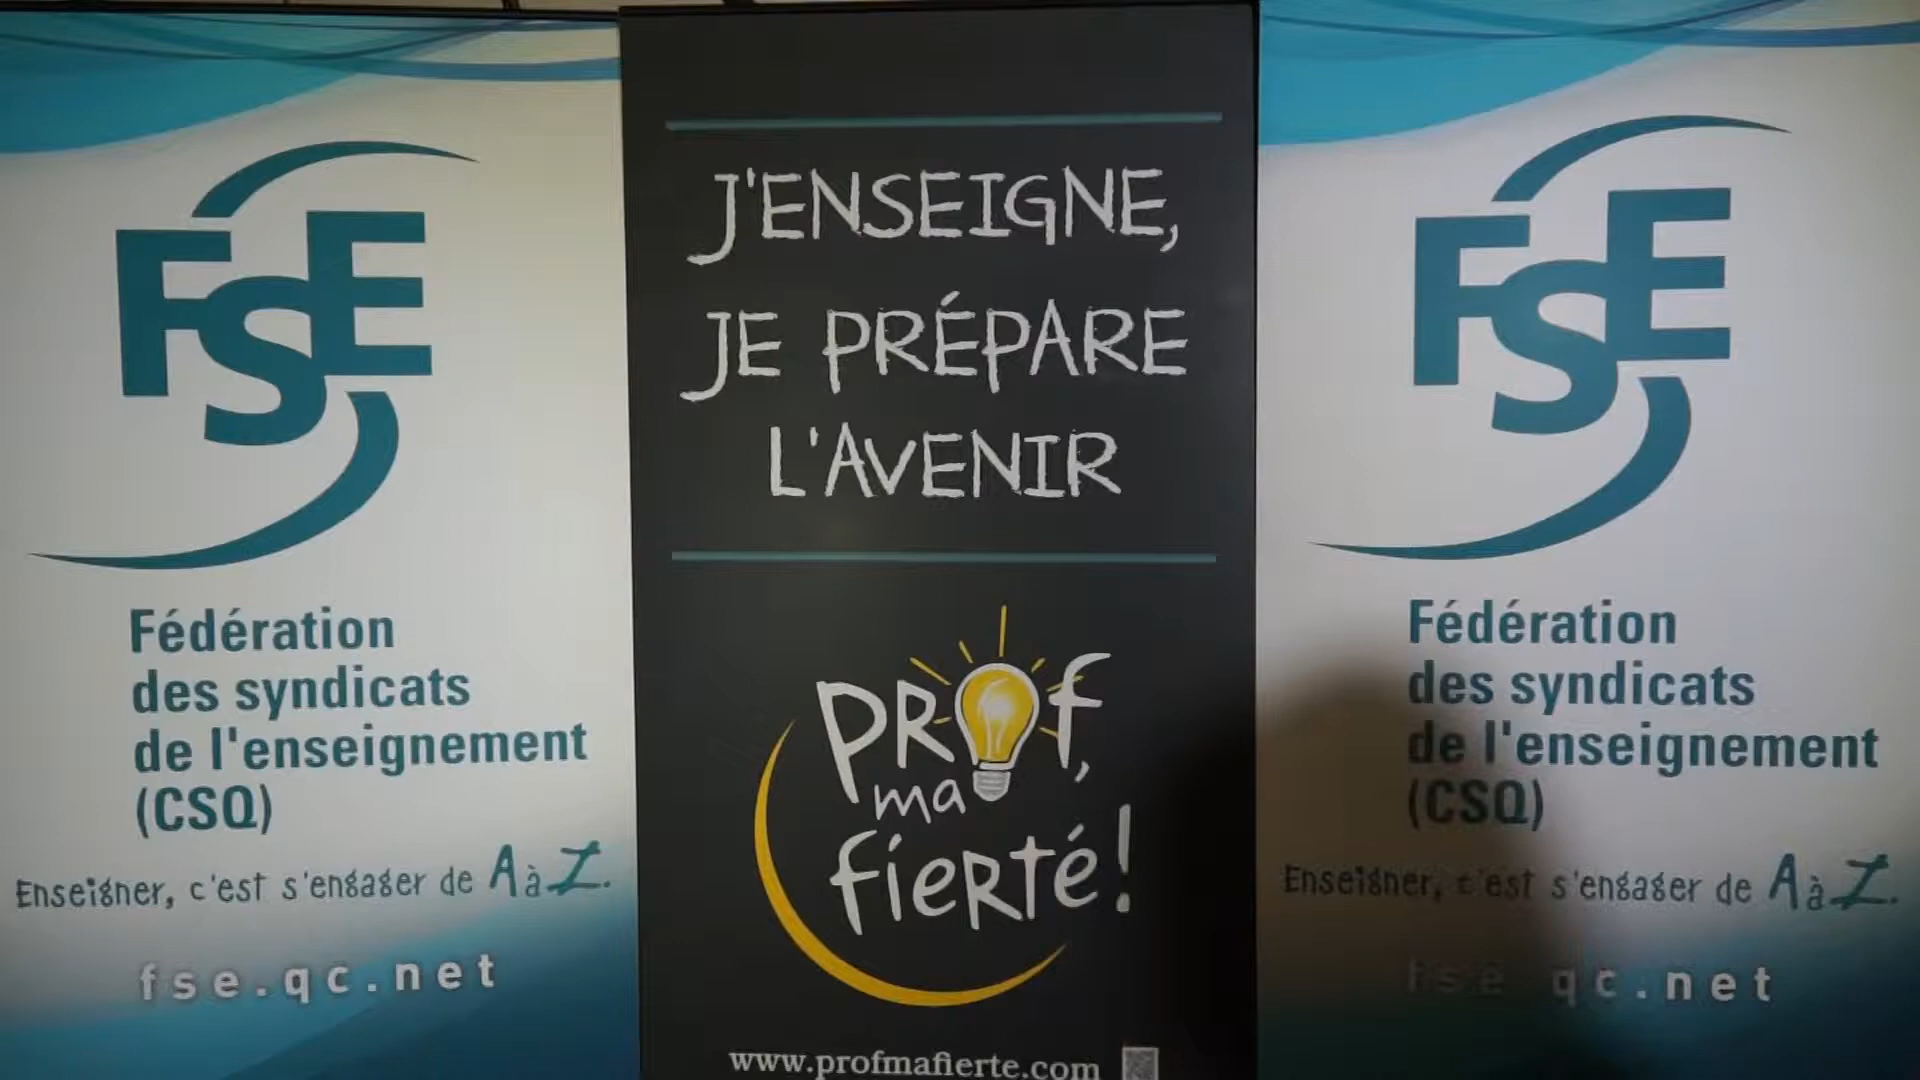 FSE
Fédération
des syndicats
de l'enseignement
(CSQ)
Enseigner, c'est s'engager de A à Z.
fse.qc.net
J'ENSEIGNE,
JE PRÉPARE
L'AVENIR
PROf,
ma
fieRté!
www.profmafierte.com
FSE
Fédération
des syndicats
de l'enseignement
(CSQ)
Enseigner, c'est s'engager de A à Z.
fse.qc.net